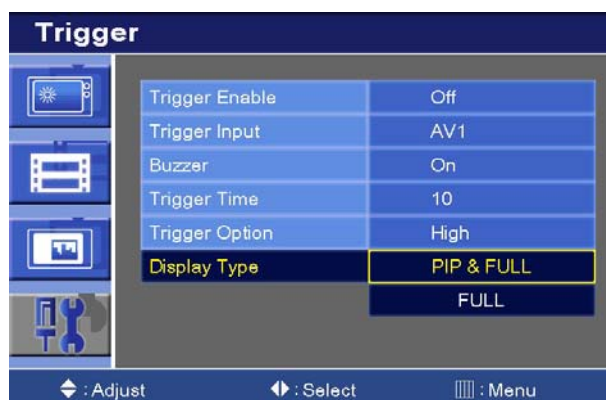 Trigger
Trigger Enable Off
Trigger Input AV1
Buzzer On
Trigger Time 10
Trigger Option High
Display Type PIP & FULL
FULL
: Adjust : Select : Menu